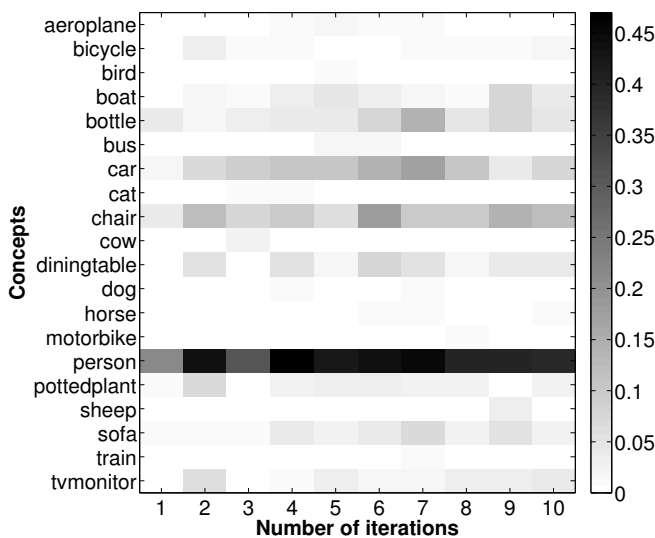 Concepts
aeroplane
bicycle
bird
boat
bottle
bus
car
cat
chair
cow
diningtable
dog
horse
motorbike
person
pottedplant
sheep
sofa
train
tvmonitor
1 2 3 4 5 6 7 8 9 10
Number of iterations
0.45
0.4
0.35
0.3
0.25
0.2
0.15
0.1
0.05
0